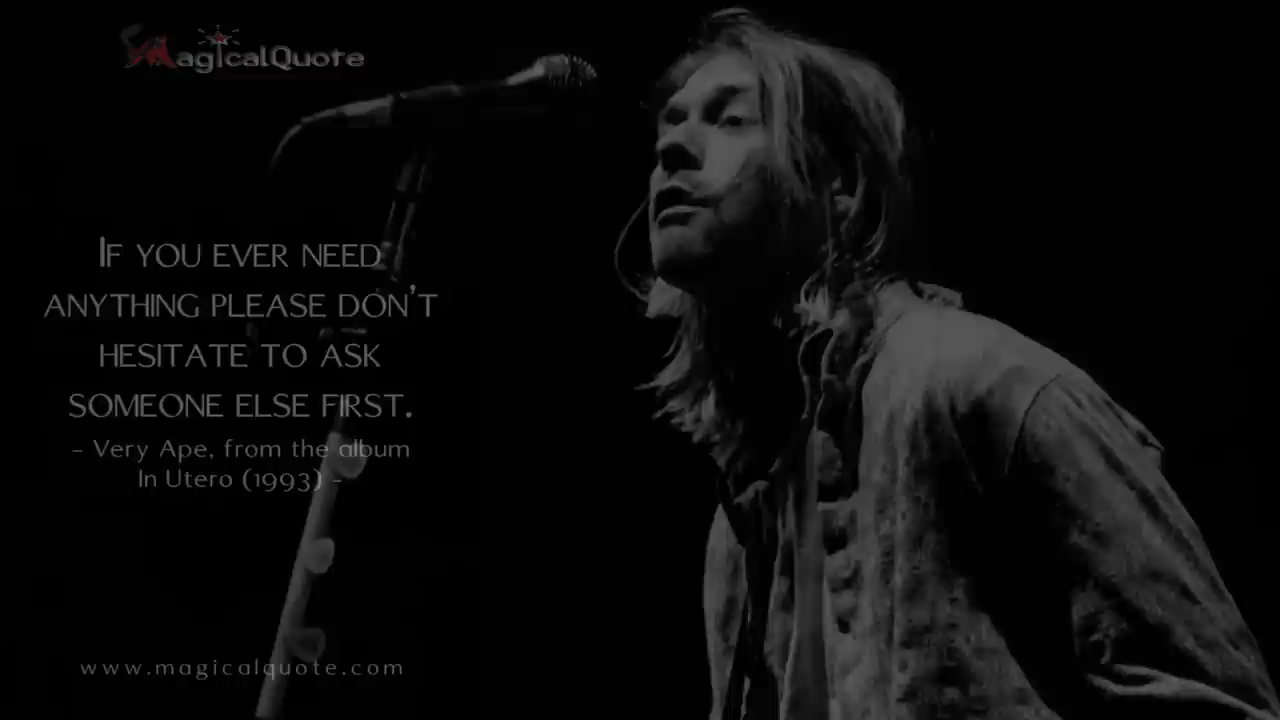 MagicalQuote
If you ever need
anything please don't
hesitate to ask
someone else first.
- Very Ape, from the album
In Utero (1993) -
www.magicalquote.com